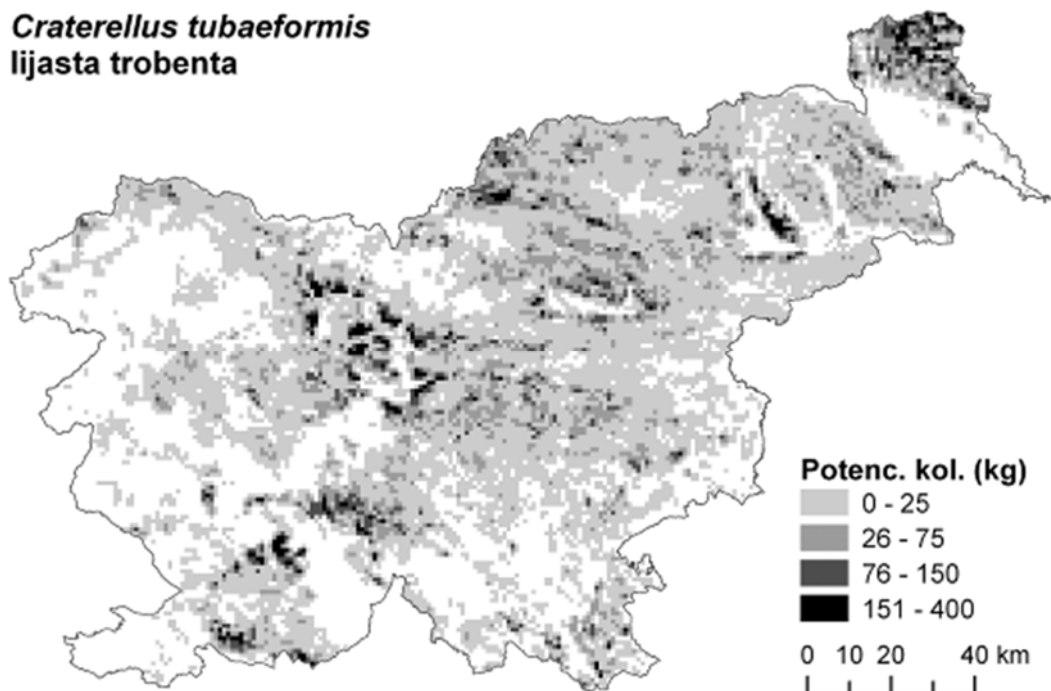 Craterellus tubaeformis
lijasta trobenta
Potenc. kol. (kg)
0 - 25
26 - 75
76 - 150
151 - 400
0 10 20 40 km